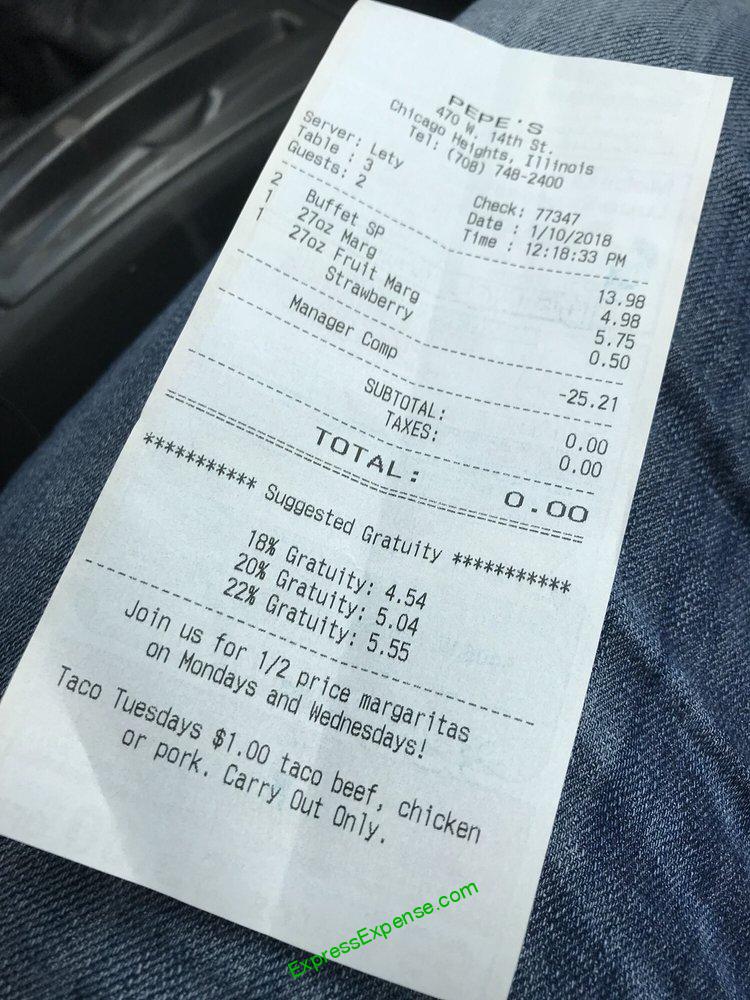 PEPE'S
470 W. 14th St.
Chicago Heights, Illinois
Tel: (708) 748-2400
Server: Lety
Table : 3
Guests: 2
Check: 77347
Date : 1/10/2018
Time : 12:18:33 PM
2 Buffet SP 13.98
1 27oz Marg 4.98
1 27oz Fruit Marg 5.75
Strawberry 0.50
Manager Comp -25.21
SUBTOTAL: 0.00
TAXES: 0.00
TOTAL: 0.00
*********** Suggested Gratuity ***********
18% Gratuity: 4.54
20% Gratuity: 5.04
22% Gratuity: 5.55
Join us for 1/2 price margaritas
on Mondays and Wednesdays!
Taco Tuesdays $1.00 taco beef, chicken
or pork. Carry Out Only.
ExpressExpense.com